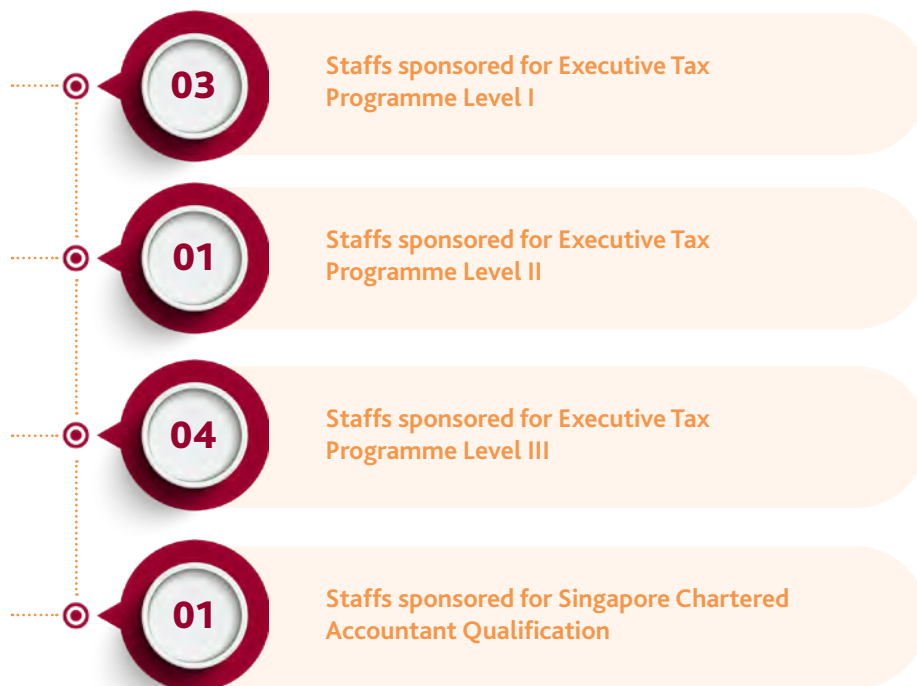 03
Staffs sponsored for Executive Tax
Programme Level I
01
Staffs sponsored for Executive Tax
Programme Level II
04
Staffs sponsored for Executive Tax
Programme Level III
01
Staffs sponsored for Singapore Chartered
Accountant Qualification